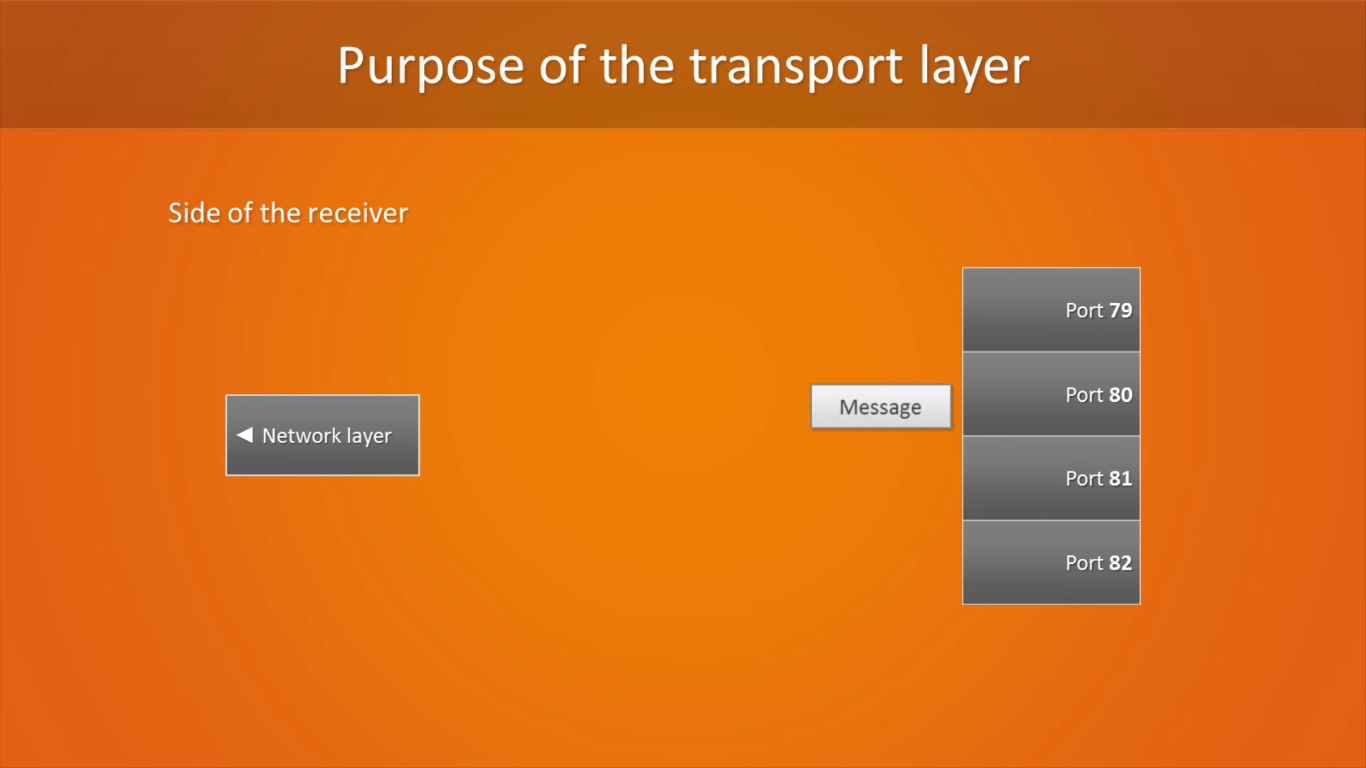 Purpose of the transport layer
Side of the receiver
Port 79
Message
Port 80
◄ Network layer
Port 81
Port 82